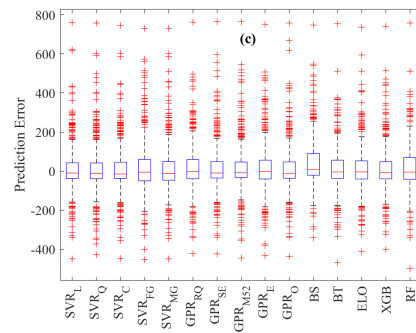 800
600
400
200
0
-200
-400
Prediction Error
(c)
SVR_L
SVR_Q
SVR_C
SVR_FG
SVR_MG
GPR_RQ
GPR_SE
GPR_M52
GPR_E
GPR_O
BS
BT
ELO
XGB
RF